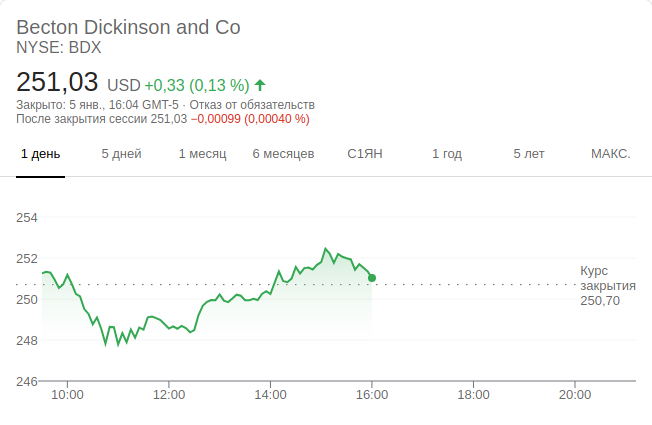 Becton Dickinson and Co
NYSE: BDX
251,03 USD +0,33 (0,13 %)
Закрыто: 5 янв., 16:04 GMT-5 · Отказ от обязательств
После закрытия сессии 251,03 −0,00099 (0,00040 %)
1 день 5 дней 1 месяц 6 месяцев С1ЯН 1 год 5 лет МАКС.
254
252
Курс
закрытия
250,70
250
248
246
10:00 12:00 14:00 16:00 18:00 20:00